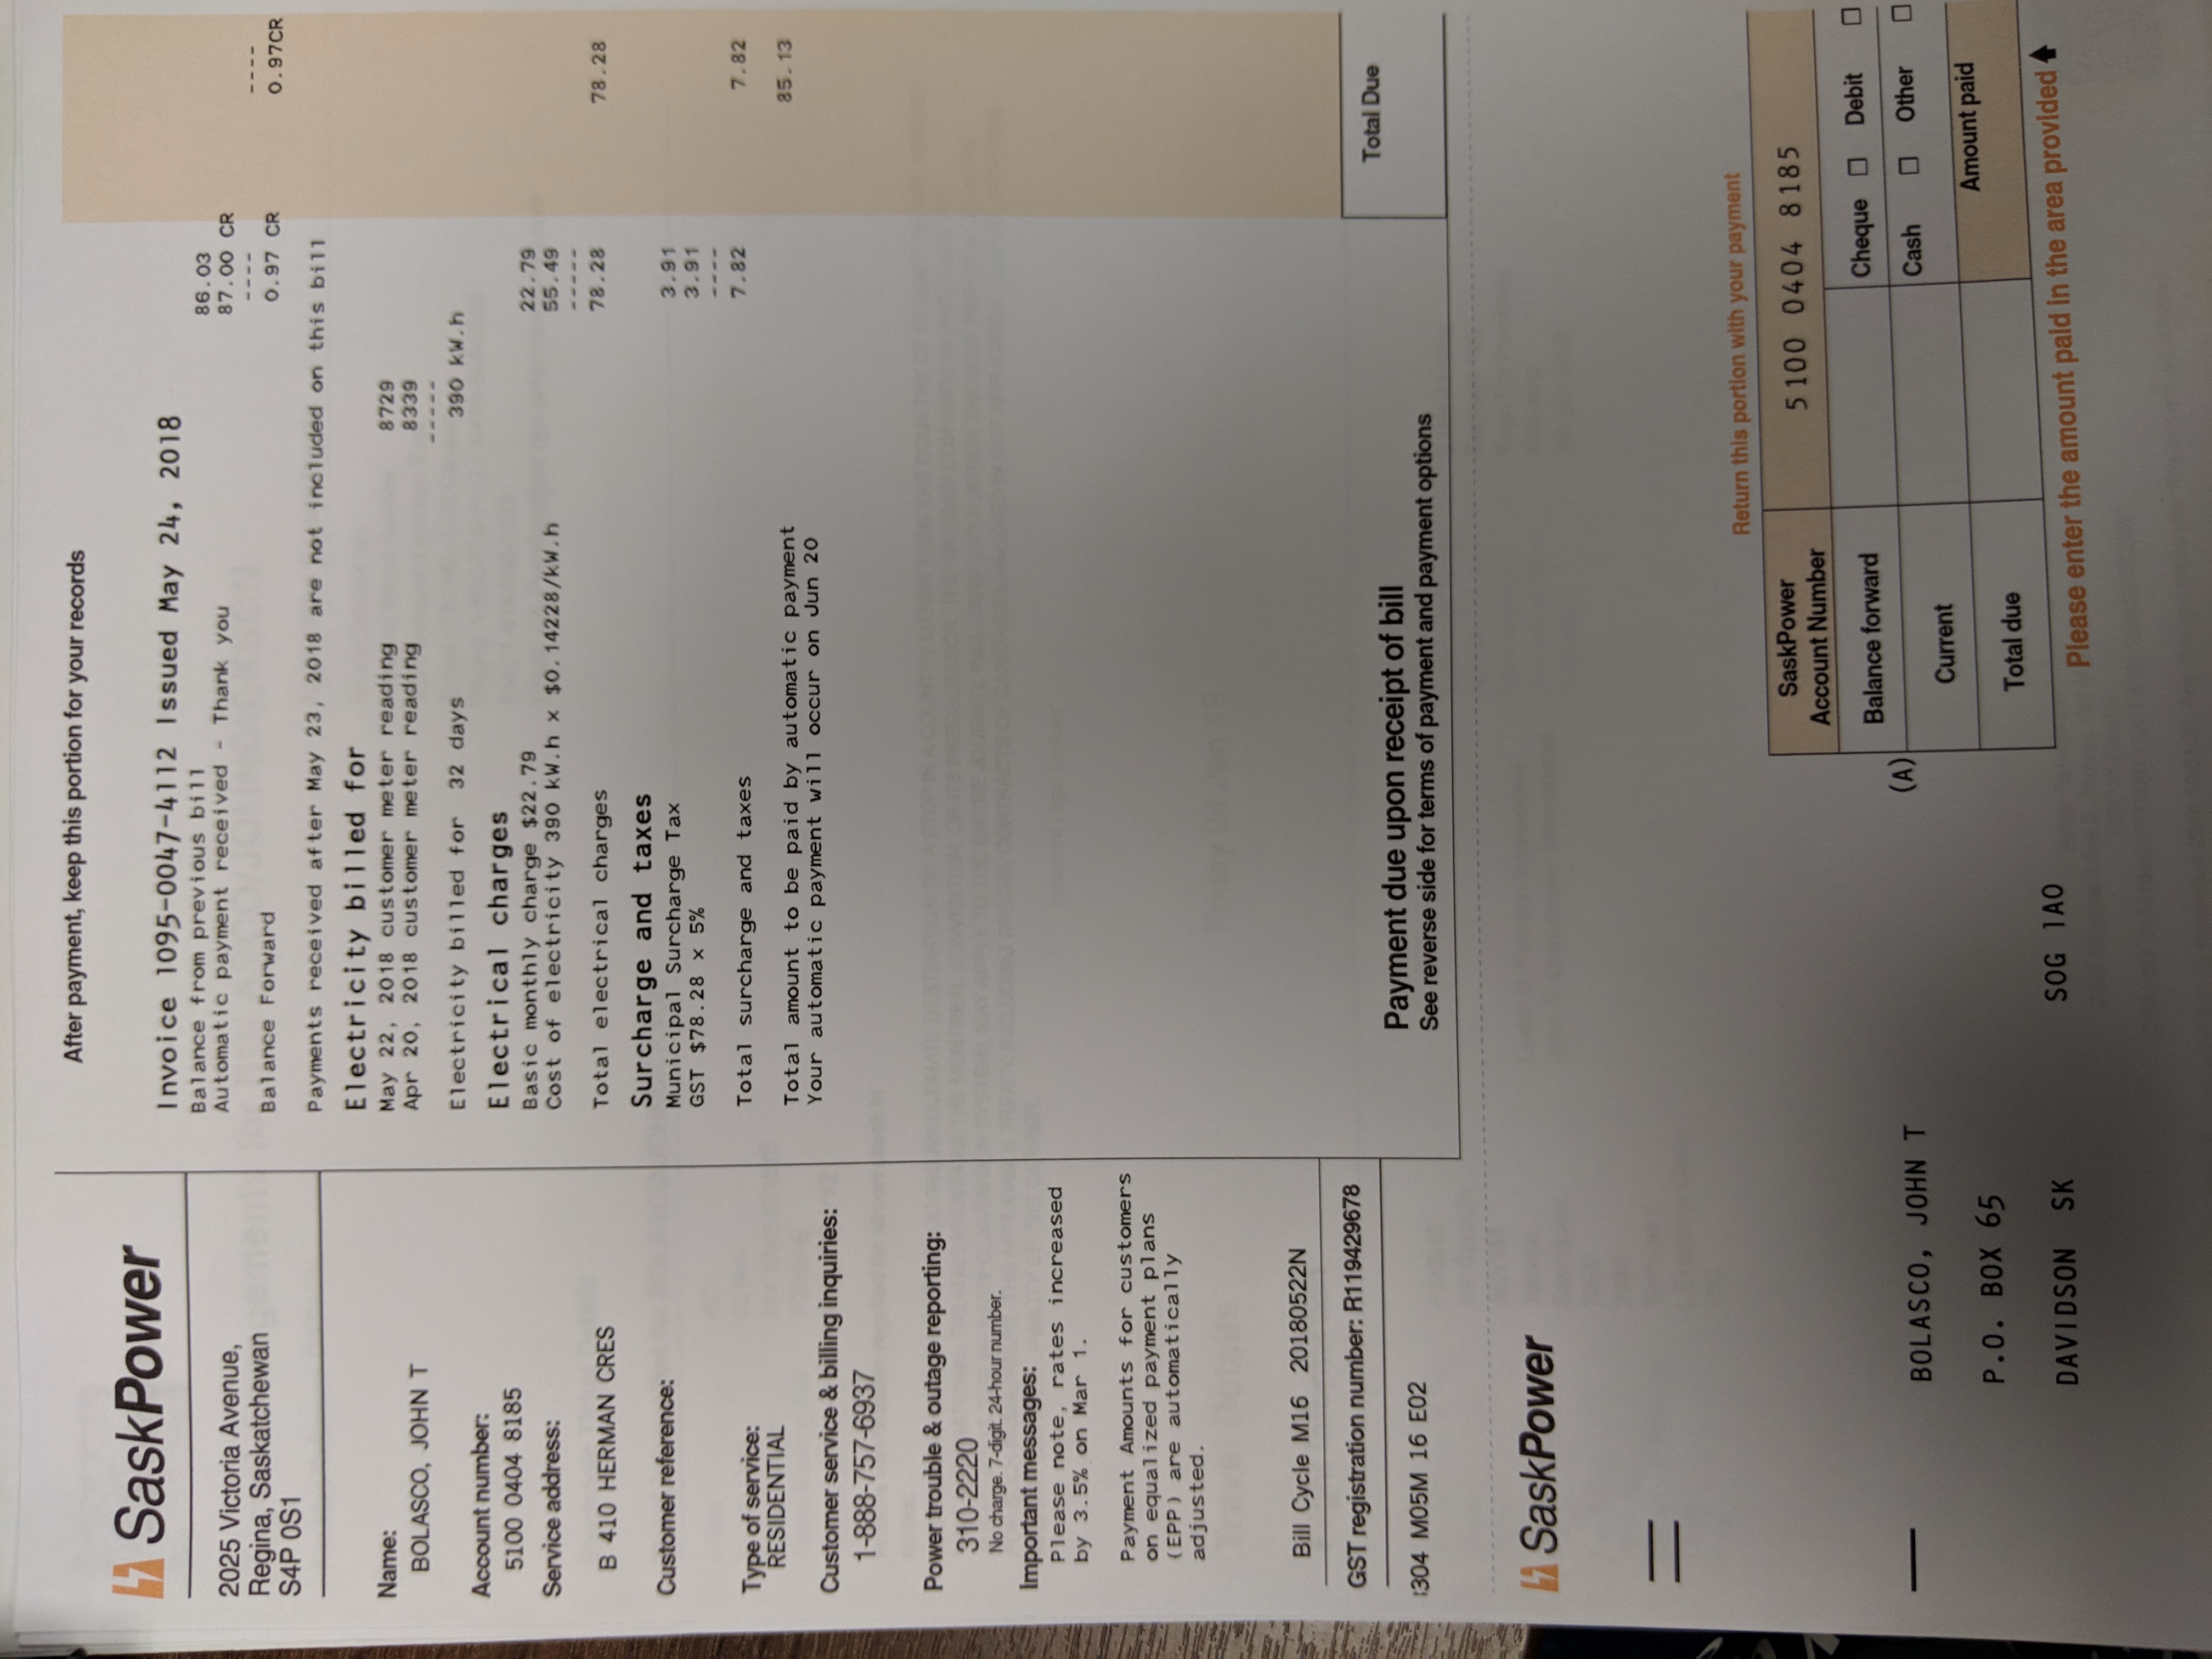 After payment, keep this portion for your records
SaskPower
2025 Victoria Avenue,
Regina, Saskatchewan
S4P 0S1
Name:
BOLASCO, JOHN T
Account number:
5100 0404 8185
Service address:
B 410 HERMAN CRES
Customer reference:
Type of service:
RESIDENTIAL
Customer service & billing inquiries:
1-888-757-6937
Power trouble & outage reporting:
310-2220
No charge. 7-digit. 24-hour number.
Important messages:
Please note, rates increased
by 3.5% on Mar 1.
Payment Amounts for customers
on equalized payment plans
(EPP) are automatically
adjusted.
Bill Cycle M16 20180522N
GST registration number: R119429678
304 M05M 16 E02
Invoice 1095-0047-4112 Issued May 24, 2018
Balance from previous bill 86.03
Automatic payment received - Thank you 87.00 CR
---- ----
Balance Forward 0.97 CR 0.97CR
Payments received after May 23, 2018 are not included on this bill
Electricity billed for
May 22, 2018 customer meter reading 8729
Apr 20, 2018 customer meter reading 8339
-----
Electricity billed for 32 days 390 kW.h
Electrical charges
Basic monthly charge $22.79 22.79
Cost of electricity 390 kW.h x $0.14228/kW.h 55.49
-----
Total electrical charges 78.28 78.28
Surcharge and taxes
Municipal Surcharge Tax 3.91
GST $78.28 x 5% 3.91
----
Total surcharge and taxes 7.82 7.82
Total amount to be paid by automatic payment 85.13
Your automatic payment will occur on Jun 20
Payment due upon receipt of bill
See reverse side for terms of payment and payment options
Total Due
SaskPower
Return this portion with your payment
SaskPower
Account Number 5100 0404 8185
Balance forward Cheque Debit
(A)
Cash Other
Current
Amount paid
Total due
Please enter the amount paid in the area provided
BOLASCO, JOHN T
P.O. BOX 65
DAVIDSON SK S0G 1A0